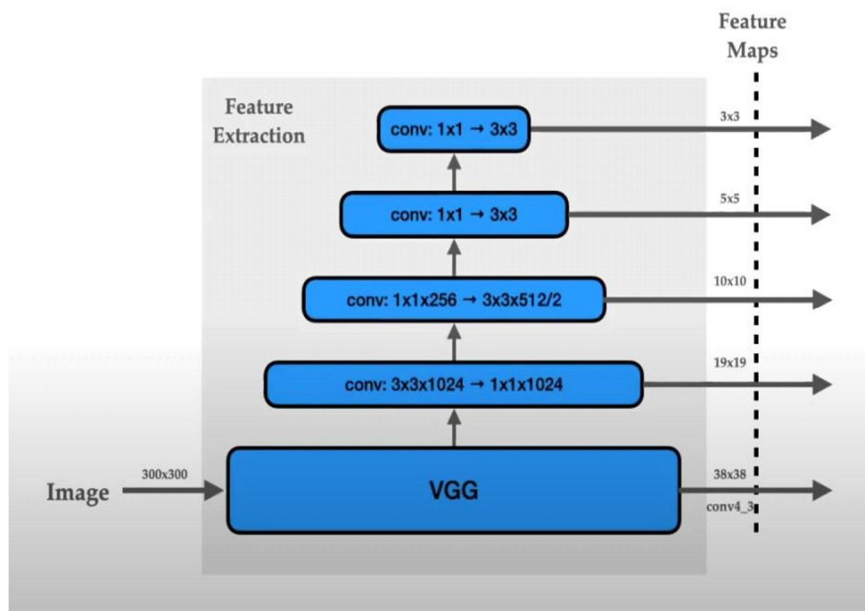 Feature
Maps
Feature
Extraction
conv: 1x1 → 3x3
3x3
conv: 1x1 → 3x3
5x5
conv: 1x1x256 → 3x3x512/2
10x10
conv: 3x3x1024 → 1x1x1024
19x19
Image
300x300
VGG
38x38
conv4_3